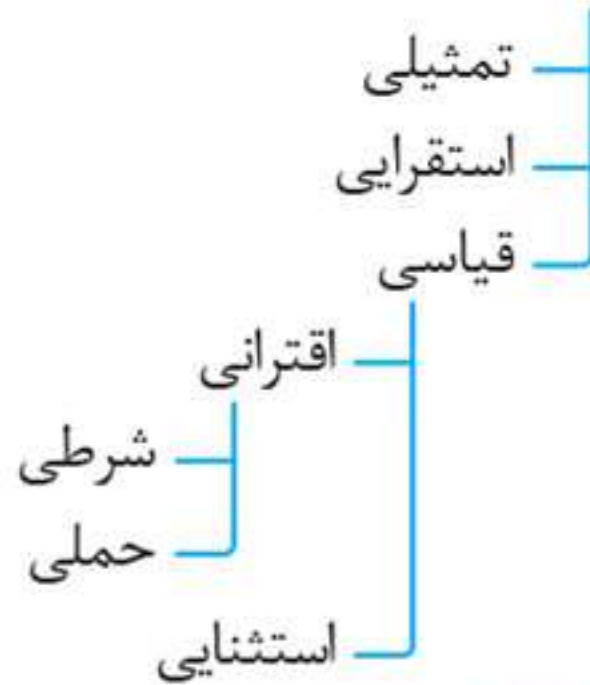 تمثیلی
استقرایی
قیاسی
اقترانی
شرطی
حملی
استثنایی